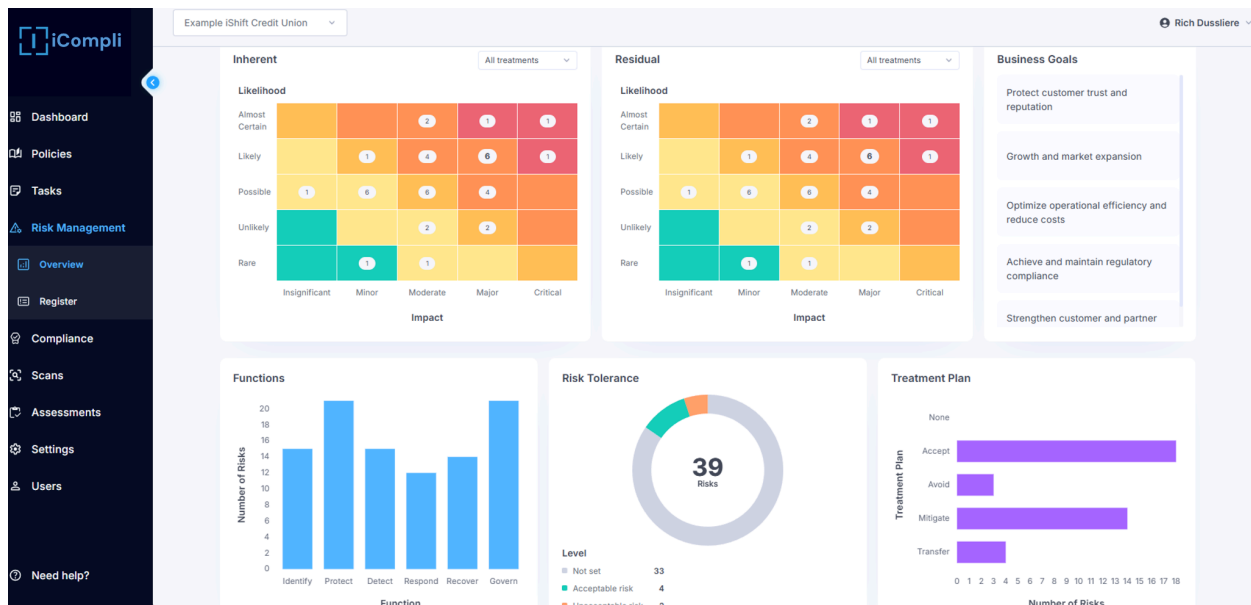 iCompli
Example iShift Credit Union
Rich Dussliere
Dashboard
Policies
Tasks
Risk Management
Overview
Register
Compliance
Scans
Assessments
Settings
Users
Need help?
Inherent
All treatments
Likelihood
Almost
Certain
2 1 1
Likely 1 4 6 1
Possible 1 6 6 4
Unlikely 2 2
Rare 1 1
Insignificant Minor Moderate Major Critical
Impact
Residual
All treatments
Likelihood
Almost
Certain
2 1 1
Likely 1 4 6 1
Possible 1 6 6 4
Unlikely 2 2
Rare 1 1
Insignificant Minor Moderate Major Critical
Impact
Business Goals
Protect customer trust and
reputation
Growth and market expansion
Optimize operational efficiency and
reduce costs
Achieve and maintain regulatory
compliance
Strengthen customer and partner
Functions
Number of Risks
20
18
16
14
12
10
8
6
4
2
0
Identify Protect Detect Respond Recover Govern
Function
Risk Tolerance
39
Risks
Level
Not set 33
Acceptable risk 4
Unacceptable risk 2
Treatment Plan
Treatment Plan
None
Accept
Avoid
Mitigate
Transfer
0 1 2 3 4 5 6 7 8 9 10 11 12 13 14 15 16 17 18
Number of Risks